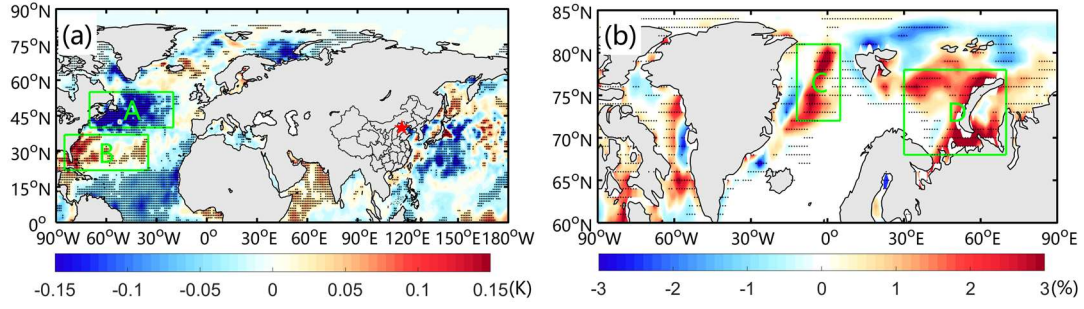 (a)
90°N
75°N
60°N
45°N
30°N
15°N
0°
A
B
90°W 60°W 30°W 0°E 30°E 60°E 90°E 120°E 150°E 180°W
-0.15 -0.1 -0.05 0 0.05 0.1 0.15(K)
(b)
85°N
80°N
75°N
70°N
65°N
60°N
C
D
90°W 60°W 30°W 0°E 30°E 60°E 90°E
-3 -2 -1 0 1 2 3(%)